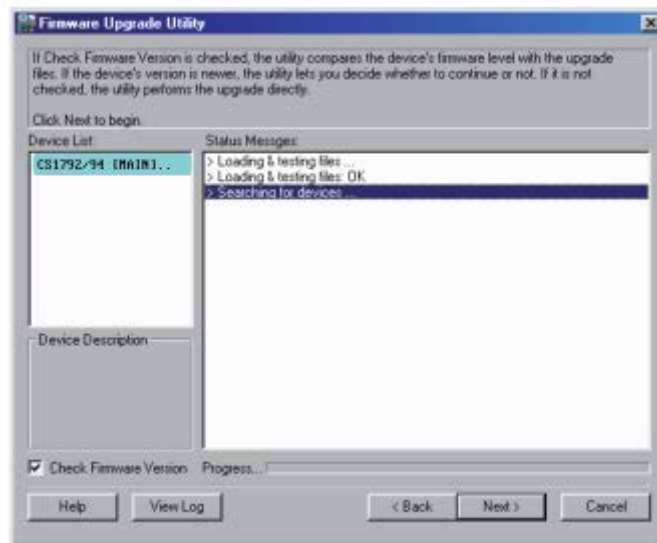 Firmware Upgrade Utility
If Check Firmware Version is checked, the utility compares the device's firmware level with the upgrade
files. If the device's version is newer, the utility lets you decide whether to continue or not. If it is not
checked, the utility performs the upgrade directly.
Click Next to begin.
Device List:
Status Messages:
CS1792/94 [MAIN]..
> Loading & testing files ...
> Loading & testing files: OK
> Searching for devices ...
Device Description
Check Firmware Version
Progress...
Help
View Log
< Back
Next >
Cancel